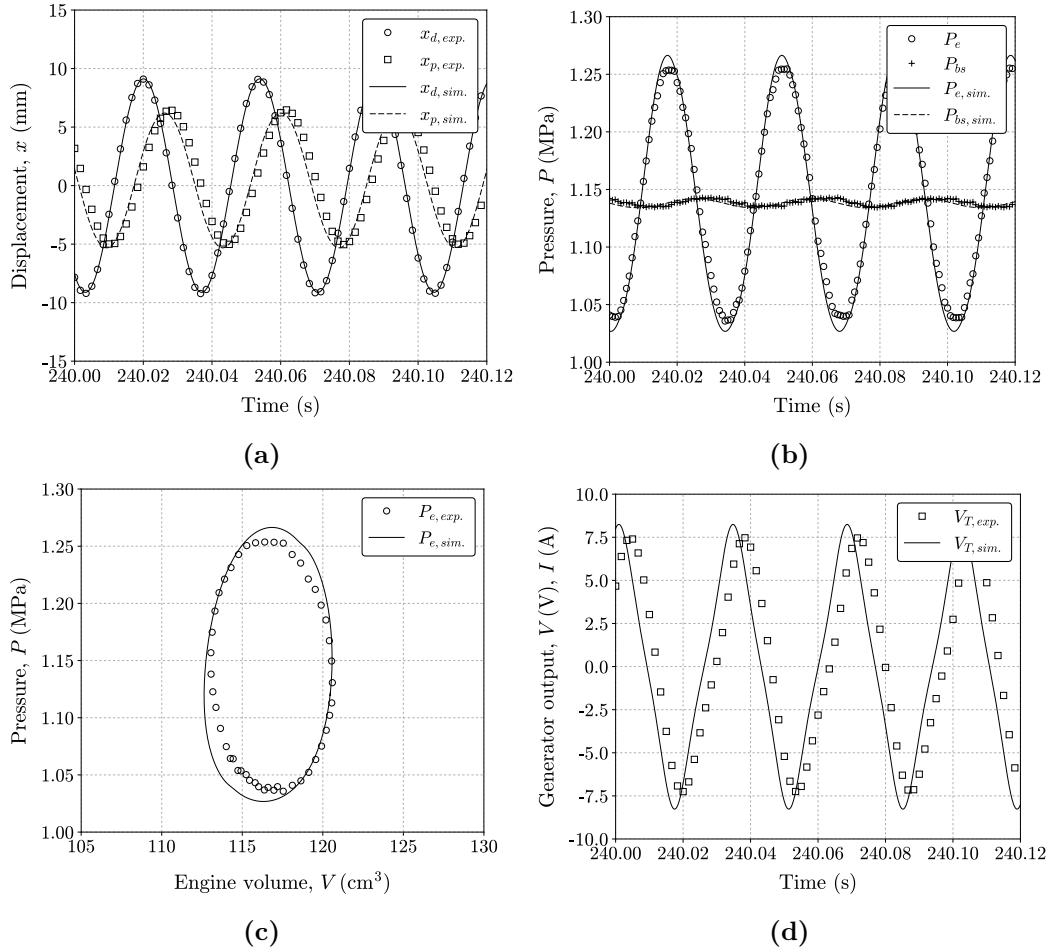 15
10
5
0
-5
-10
-15
240.00 240.02 240.04 240.06 240.08 240.10 240.12
Displacement, x (mm)
Time (s)
x_{d,exp.}
x_{p,exp.}
x_{d,sim.}
x_{p,sim.}
(a)
1.30
1.25
1.20
1.15
1.10
1.05
1.00
240.00 240.02 240.04 240.06 240.08 240.10 240.12
Pressure, P (MPa)
Time (s)
P_e
P_{bs}
P_{e,sim.}
P_{bs,sim.}
(b)
1.30
1.25
1.20
1.15
1.10
1.05
1.00
105 110 115 120 125 130
Pressure, P (MPa)
Engine volume, V (cm³)
P_{e,exp.}
P_{e,sim.}
(c)
10.0
7.5
5.0
2.5
0.0
-2.5
-5.0
-7.5
-10.0
240.00 240.02 240.04 240.06 240.08 240.10 240.12
Generator output, V (V), I (A)
Time (s)
V_{T,exp.}
V_{T,sim.}
(d)